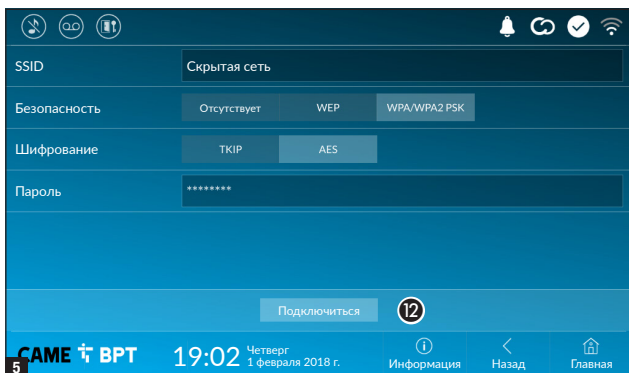 SSID Скрытая сеть
Безопасность Отсутствует WEP WPA/WPA2 PSK
Шифрование TKIP AES
Пароль ********
Подключиться 12
5 CAME BPT 19:02 Четверг
1 февраля 2018 г.
Информация Назад Главная